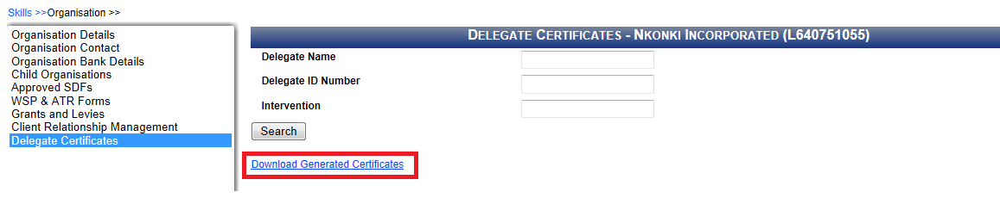 Skills >>Organisation >>
Organisation Details
Organisation Contact
Organisation Bank Details
Child Organisations
Approved SDFs
WSP & ATR Forms
Grants and Levies
Client Relationship Management
Delegate Certificates
DELEGATE CERTIFICATES - NKONKI INCORPORATED (L640751055)
Delegate Name
Delegate ID Number
Intervention
Search
Download Generated Certificates